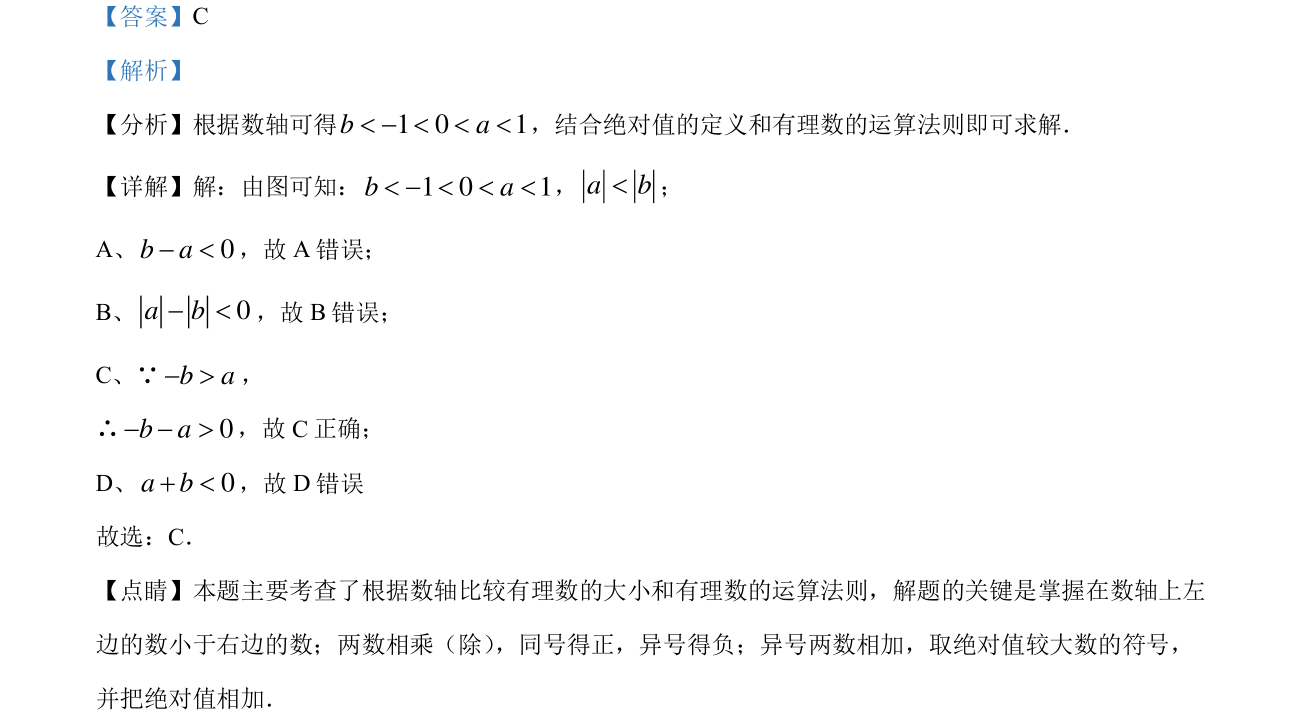 【答案】C
【解析】
【分析】根据数轴可得b<−1<0<a<1，结合绝对值的定义和有理数的运算法则即可求解．
【详解】解：由图可知：b<−1<0<a<1，|a|<|b|；
A、b−a<0，故 A 错误；
B、|a|−|b|<0，故 B 错误；
C、∵−b>a，
∴−b−a>0，故 C 正确；
D、a+b<0，故 D 错误
故选：C．
【点睛】本题主要考查了根据数轴比较有理数的大小和有理数的运算法则，解题的关键是掌握在数轴上左
边的数小于右边的数；两数相乘（除），同号得正，异号得负；异号两数相加，取绝对值较大数的符号，
并把绝对值相加．